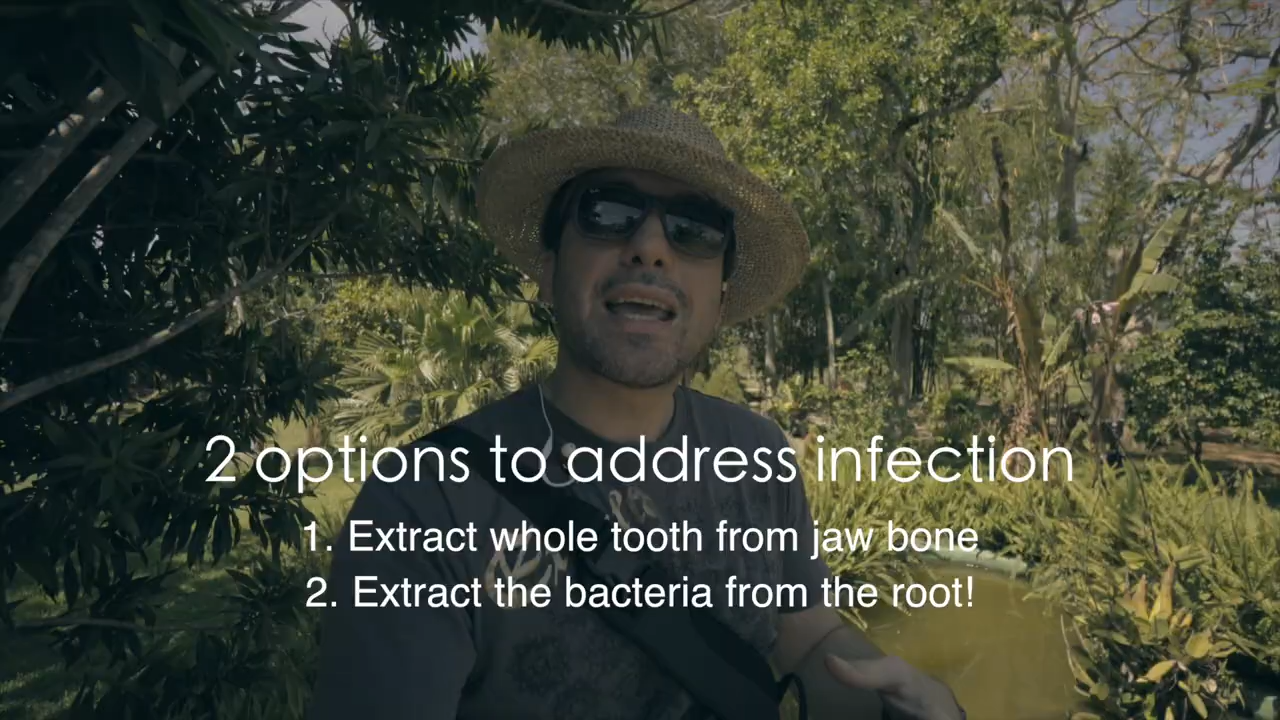 2 options to address infection
1. Extract whole tooth from jaw bone
2. Extract the bacteria from the root!